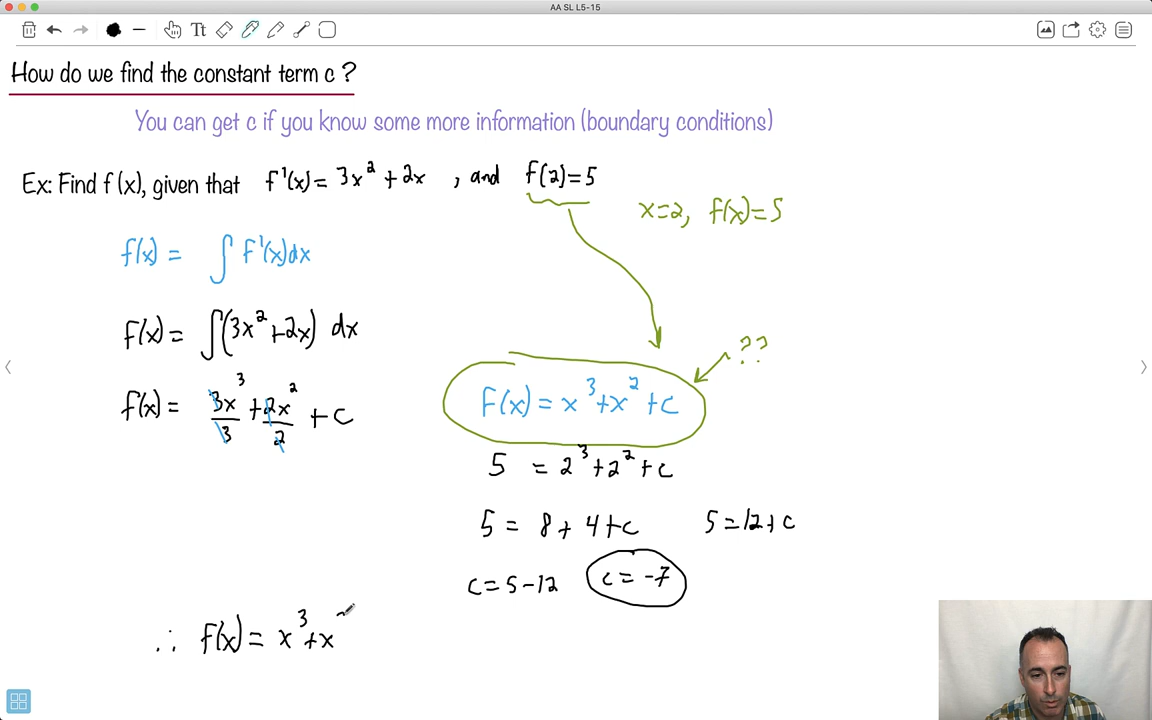 AA SL L5-15
Tt
How do we find the constant term c ?
You can get c if you know some more information (boundary conditions)
Ex: Find f (x), given that f'(x) = 3x² + 2x , and f(2)=5
x=2, f(x)=5
f(x) = ∫ f'(x)dx
f(x) = ∫(3x²+2x) dx
??
f(x) = 3x³/3 + 2x²/2 + c
f(x) = x³+x²+c
5 = 2³+2²+c
5 = 8 + 4+c
5=12+c
c = 5-12
c = -7
∴ f(x) = x³+x